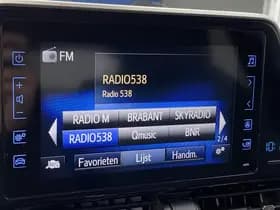 FM
RADIO538
Radio 538
RADIO M BRABANT SKYRADIO
RADIO538 Qmusic BNR
2/4
Favorieten Lijst Handm.